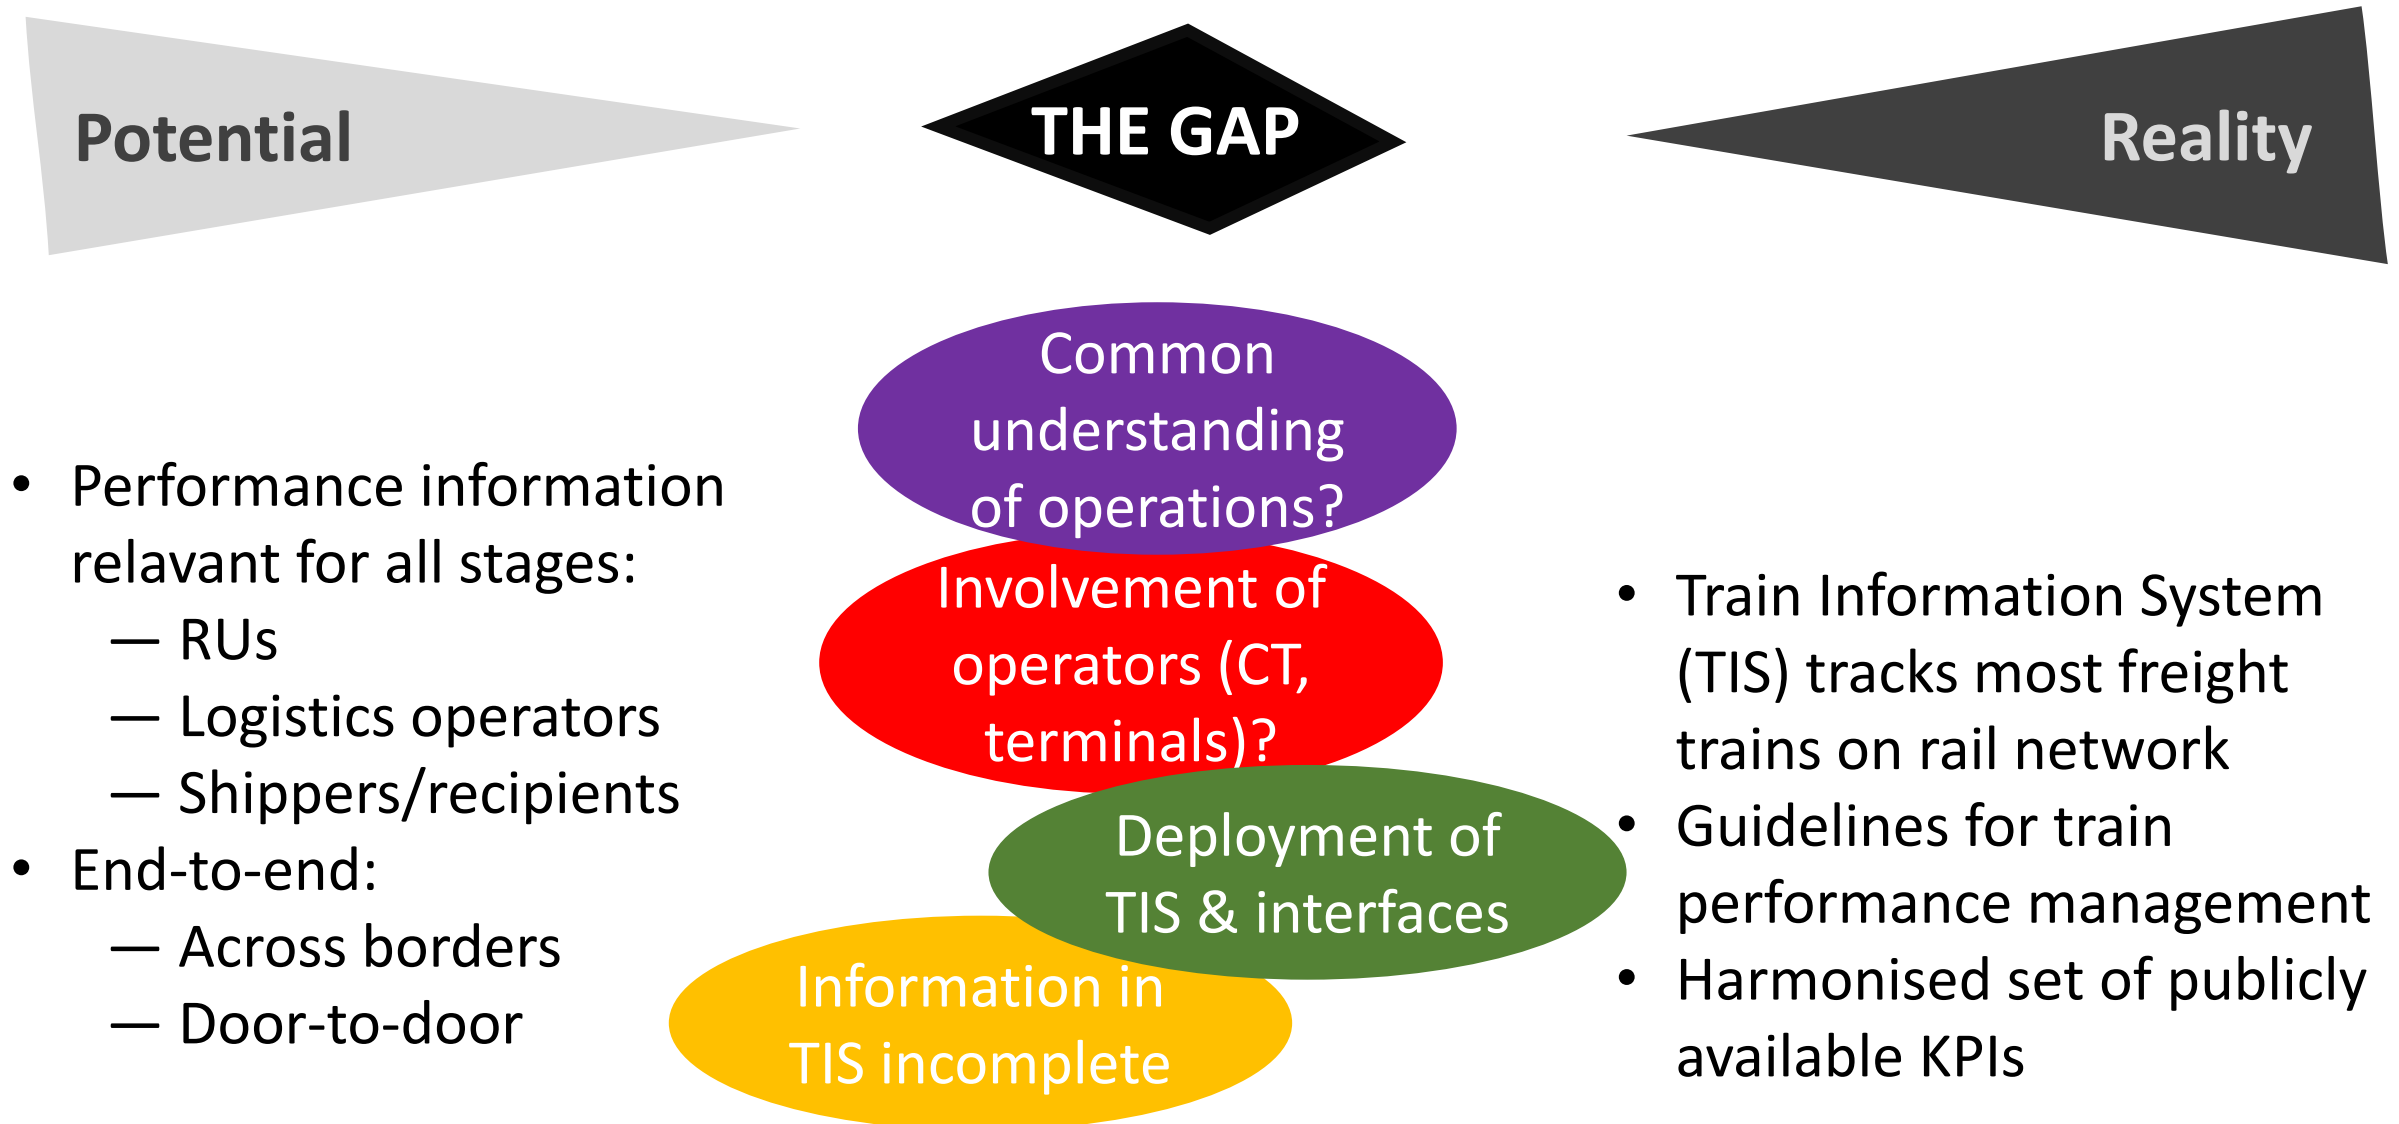 Potential
THE GAP
Reality
• Performance information
relavant for all stages:
— RUs
— Logistics operators
— Shippers/recipients
• End-to-end:
— Across borders
— Door-to-door
Common
understanding
of operations?
Involvement of
operators (CT,
terminals)?
Deployment of
TIS & interfaces
Information in
TIS incomplete
• Train Information System
(TIS) tracks most freight
trains on rail network
• Guidelines for train
performance management
• Harmonised set of publicly
available KPIs